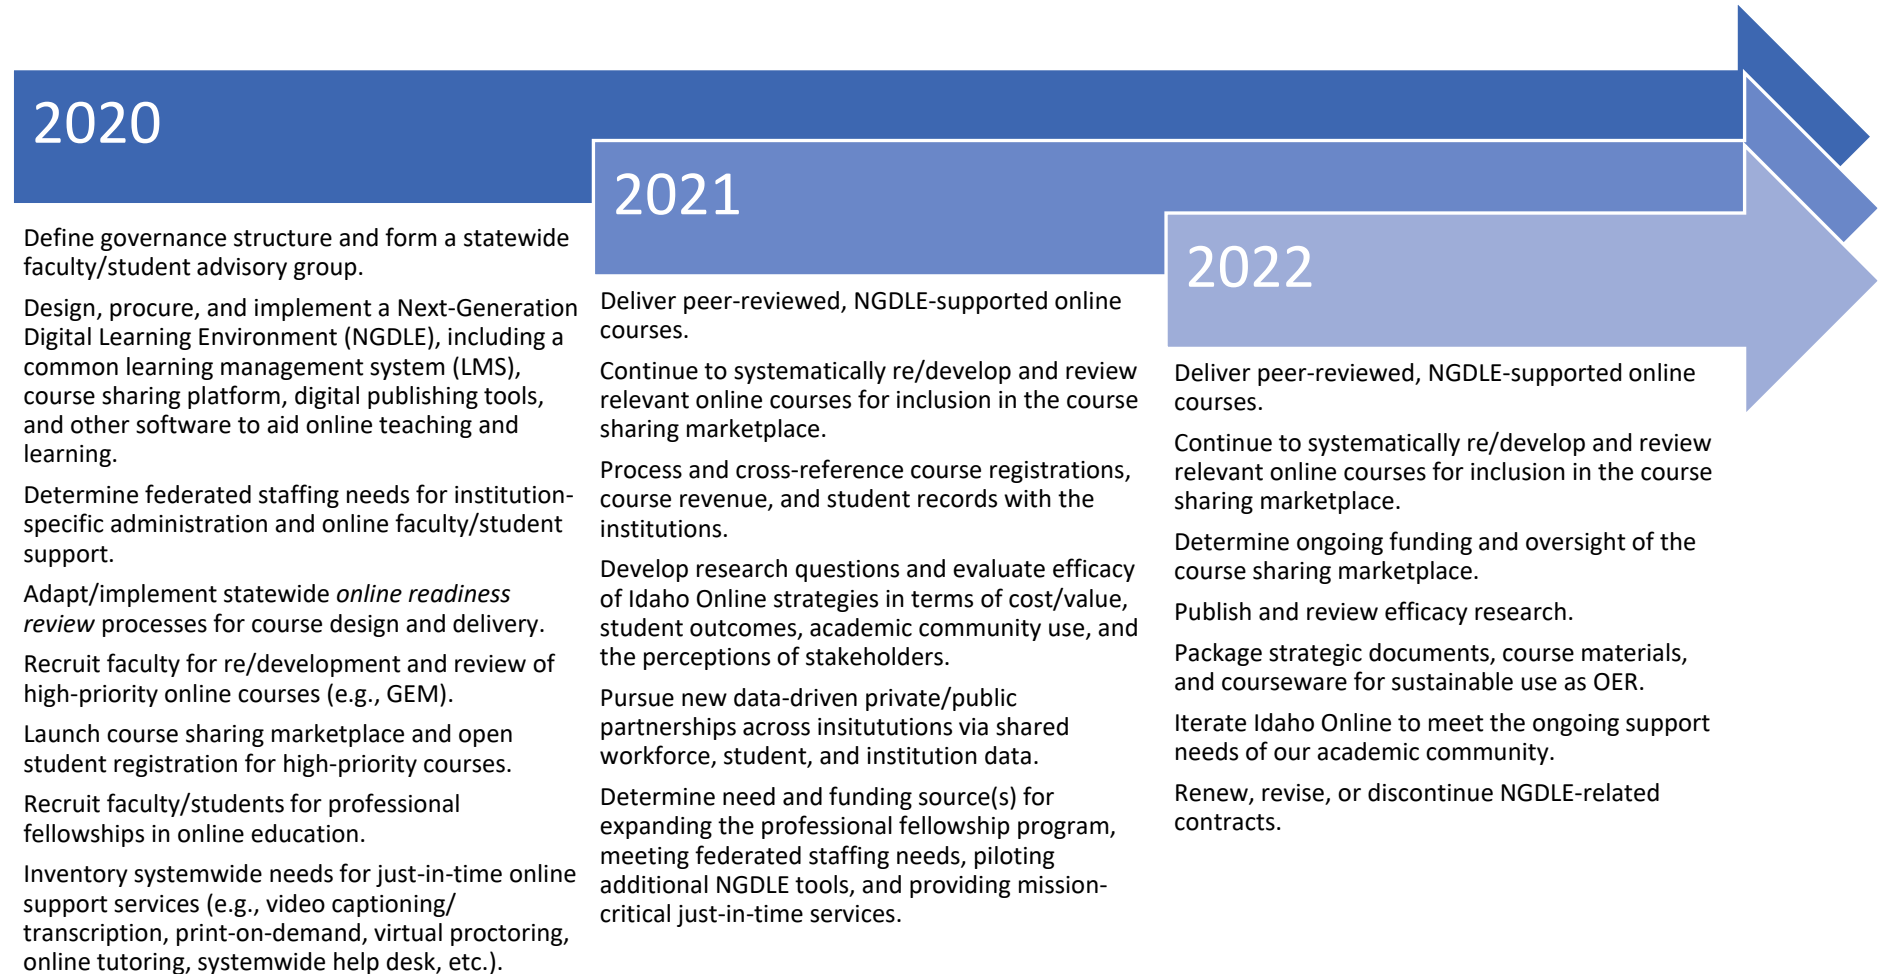 2020
Define governance structure and form a statewide
faculty/student advisory group.
Design, procure, and implement a Next-Generation
Digital Learning Environment (NGDLE), including a
common learning management system (LMS),
course sharing platform, digital publishing tools,
and other software to aid online teaching and
learning.
Determine federated staffing needs for institution-
specific administration and online faculty/student
support.
Adapt/implement statewide online readiness
review processes for course design and delivery.
Recruit faculty for re/development and review of
high-priority online courses (e.g., GEM).
Launch course sharing marketplace and open
student registration for high-priority courses.
Recruit faculty/students for professional
fellowships in online education.
Inventory systemwide needs for just-in-time online
support services (e.g., video captioning/
transcription, print-on-demand, virtual proctoring,
online tutoring, systemwide help desk, etc.).
2021
Deliver peer-reviewed, NGDLE-supported online
courses.
Continue to systematically re/develop and review
relevant online courses for inclusion in the course
sharing marketplace.
Process and cross-reference course registrations,
course revenue, and student records with the
institutions.
Develop research questions and evaluate efficacy
of Idaho Online strategies in terms of cost/value,
student outcomes, academic community use, and
the perceptions of stakeholders.
Pursue new data-driven private/public
partnerships across insitututions via shared
workforce, student, and institution data.
Determine need and funding source(s) for
expanding the professional fellowship program,
meeting federated staffing needs, piloting
additional NGDLE tools, and providing mission-
critical just-in-time services.
2022
Deliver peer-reviewed, NGDLE-supported online
courses.
Continue to systematically re/develop and review
relevant online courses for inclusion in the course
sharing marketplace.
Determine ongoing funding and oversight of the
course sharing marketplace.
Publish and review efficacy research.
Package strategic documents, course materials,
and courseware for sustainable use as OER.
Iterate Idaho Online to meet the ongoing support
needs of our academic community.
Renew, revise, or discontinue NGDLE-related
contracts.